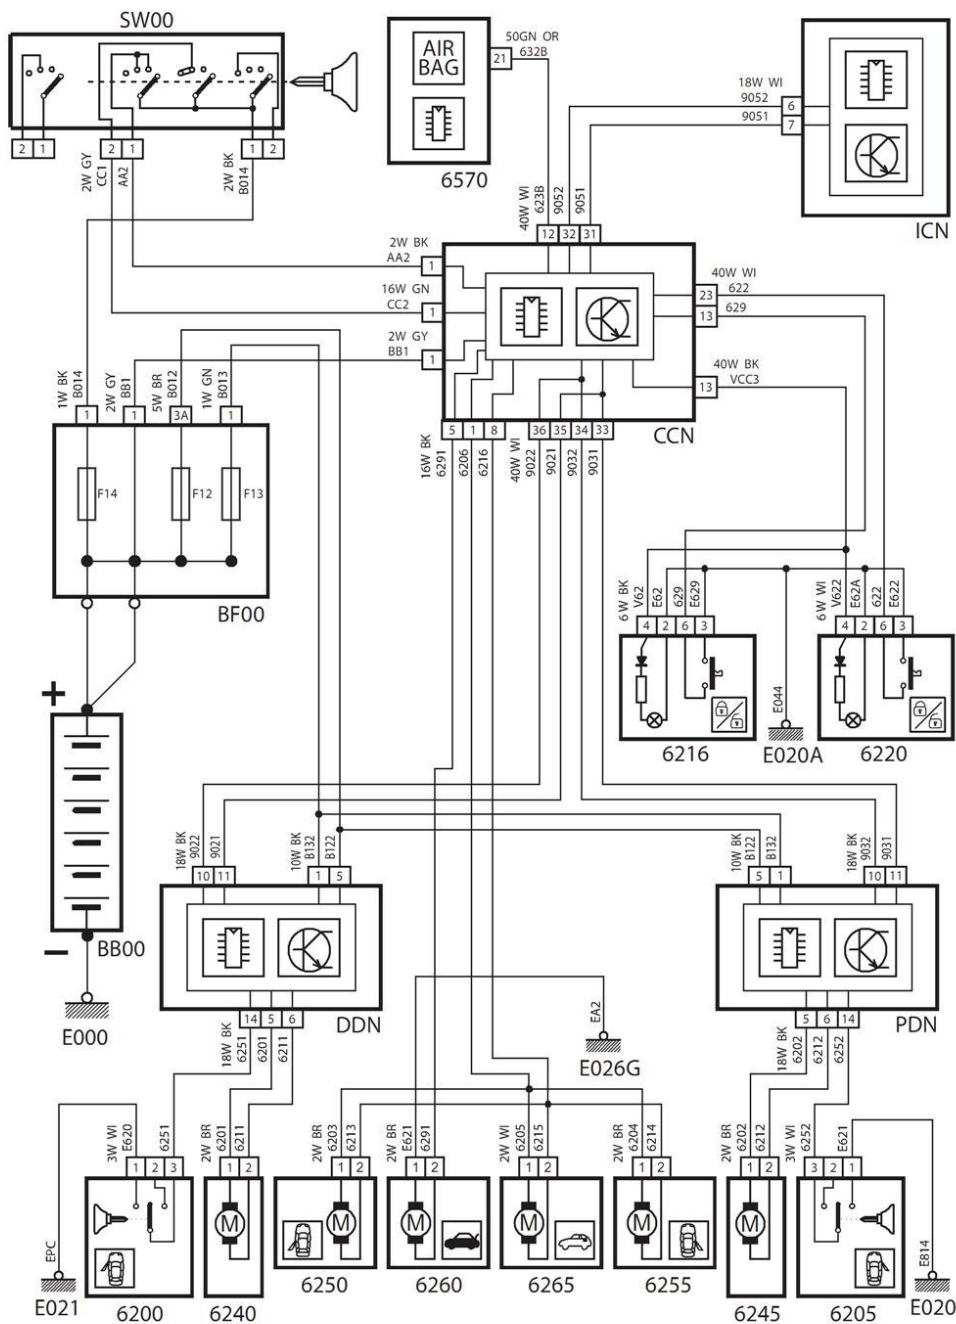 SW00
2 1
2 1
1 2
2W GY
CC1
AA2
2W BK
B014
AIR
BAG
21
50GN OR
632B
6570
18W WI
9052
9051
6
7
ICN
40W WI
623B
9052
9051
12 32 31
2W BK
AA2
1
16W GN
CC2
1
2W GY
BB1
1
40W WI
622
23
629
13
40W BK
VCC3
13
CCN
5 1 8
36 35 34 33
16W BK
6291
6206
6216
40W WI
9022
9021
9032
9031
1W BK
B014
2W GY
BB1
5W BR
B012
1W GN
B013
1
1
3A
1
F14
F12
F13
BF00
+
−
BB00
E000
6W BK
V62
E62
629
E629
4 2 6 3
6216
E044
E020A
6W WI
V622
E62A
622
E622
4 2 6 3
6220
18W BK
9022
9021
10 11
10W BK
B132
B122
1 5
DDN
14 5 6
18W BK
6251
6201
6211
10W BK
B122
B132
5 1
18W BK
9032
9031
10 11
PDN
5 6 14
18W BK
6202
6212
6252
EA2
E026G
3W WI
E620
6251
1 2 3
EPC
E021
6200
2W BR
6201
6211
1 2
M
6240
2W BR
6203
6213
1 2
M
6250
2W BR
E621
6291
1 2
M
6260
2W WI
6205
6215
1 2
M
6265
2W BR
6204
6214
1 2
M
6255
2W BR
6202
6212
1 2
M
6245
3W WI
6252
E621
3 2 1
6205
E814
E020